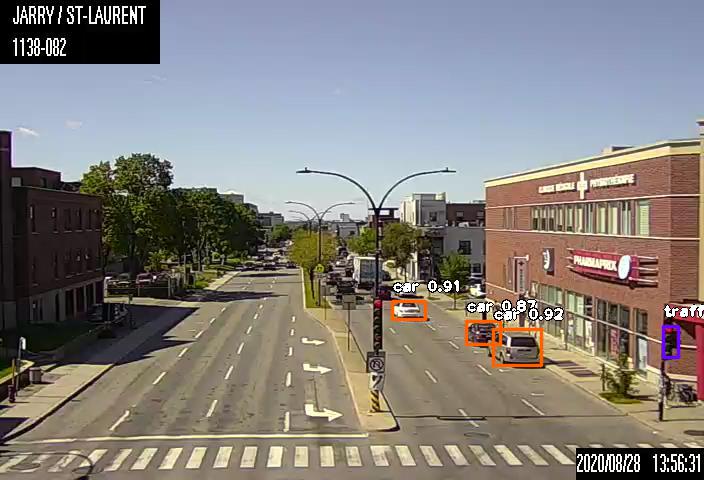 JARRY / ST-LAURENT
1138-082
PHARMAPRIX
car 0.91
car 0.87
car 0.92
traff
2020/08/28 13:56:31